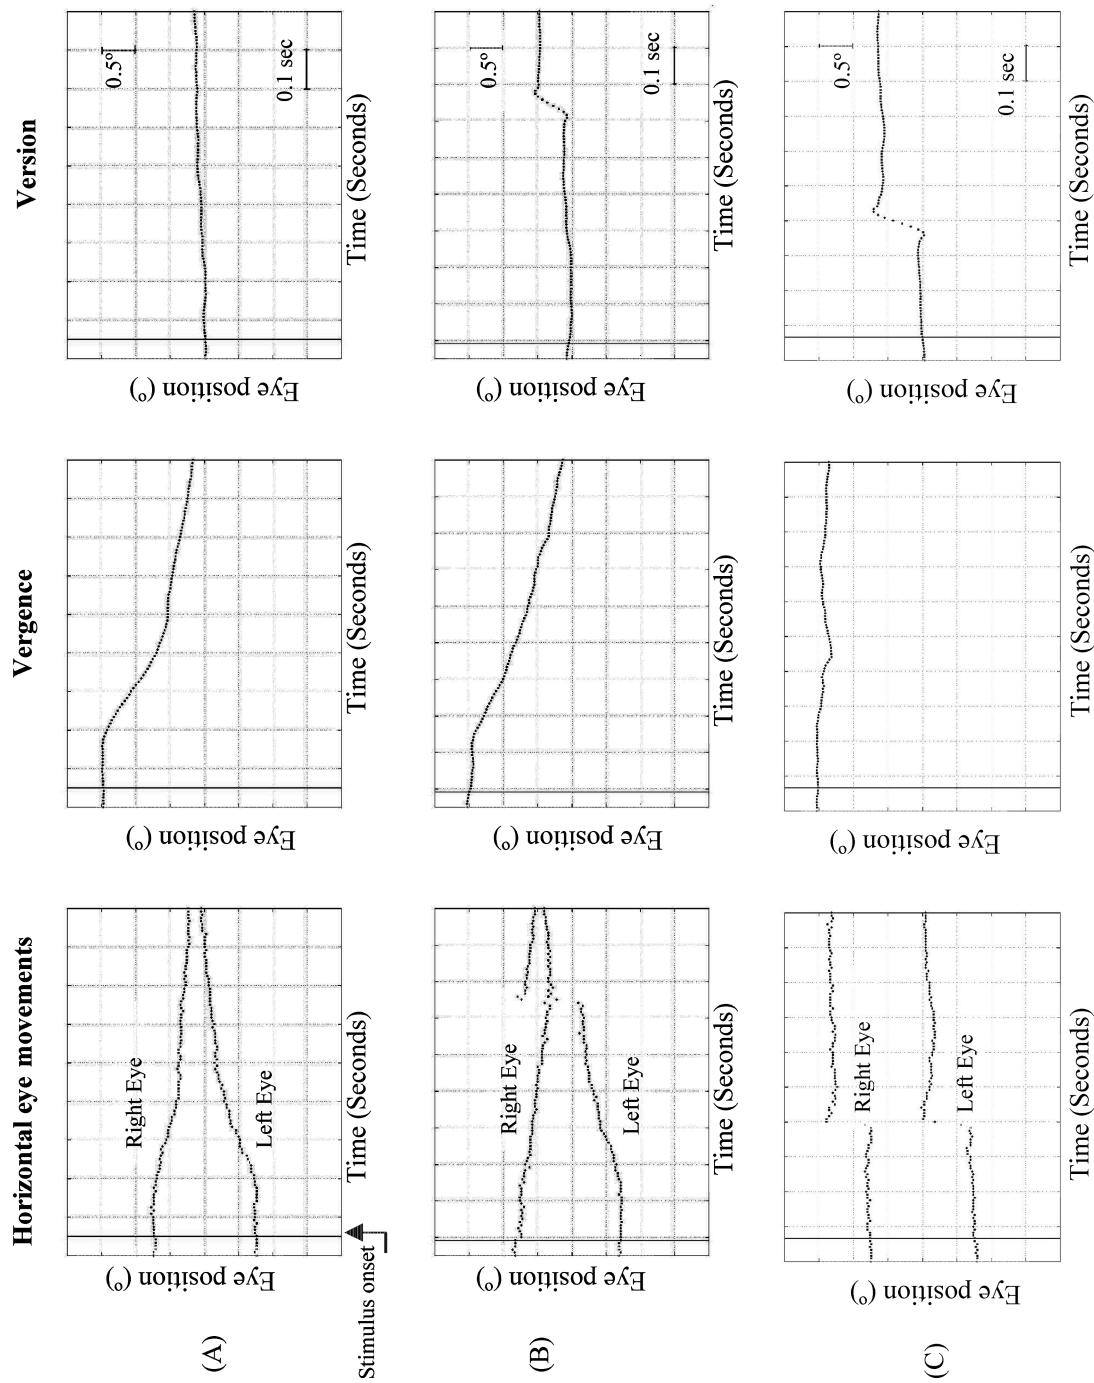 Horizontal eye movements
Vergence
Version
(A)
Eye position (º)
Right Eye
Left Eye
Time (Seconds)
Stimulus onset
Eye position (º)
Time (Seconds)
Eye position (º)
0.5º
0.1 sec
Time (Seconds)
(B)
Eye position (º)
Right Eye
Left Eye
Time (Seconds)
Eye position (º)
Time (Seconds)
Eye position (º)
0.5º
0.1 sec
Time (Seconds)
(C)
Eye position (º)
Right Eye
Left Eye
Time (Seconds)
Eye position (º)
Time (Seconds)
Eye position (º)
0.5º
0.1 sec
Time (Seconds)